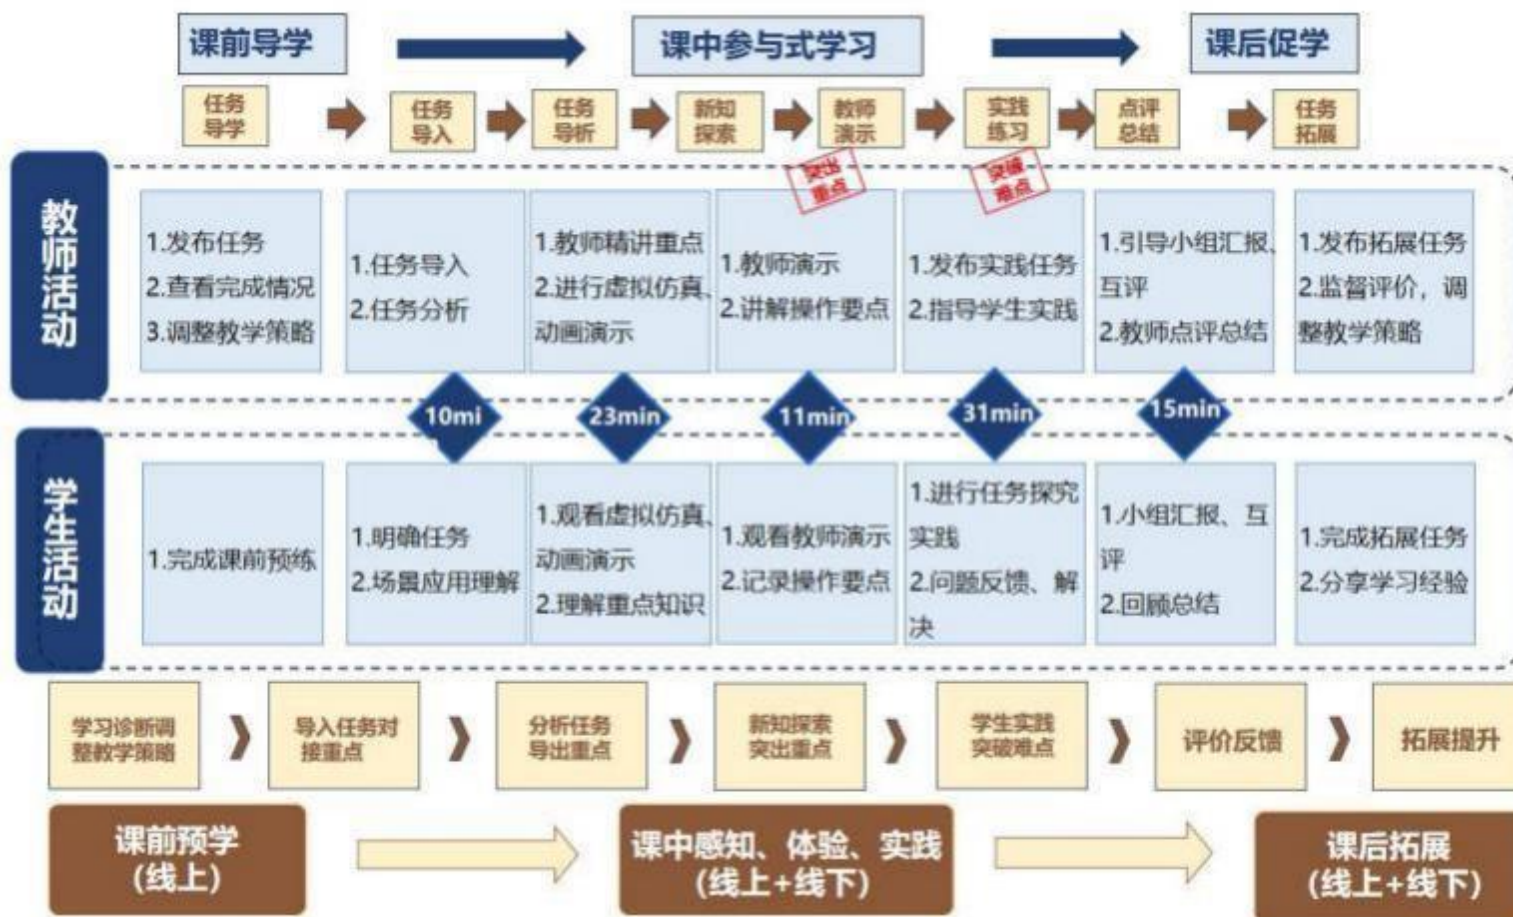 课前导学
课中参与式学习
课后促学
任务
导学
任务
导入
任务
导析
新知
探索
教师
演示
实践
练习
点评
总结
任务
拓展
突出
重点
突破
难点
教师活动
1.发布任务
2.查看完成情况
3.调整教学策略
1.任务导入
2.任务分析
1.教师精讲重点
2.进行虚拟仿真、
动画演示
1.教师演示
2.讲解操作要点
1.发布实践任务
2.指导学生实践
1.引导小组汇报、
互评
2.教师点评总结
1.发布拓展任务
2.监督评价，调
整教学策略
10mi
23min
11min
31min
15min
学生活动
1.完成课前预练
1.明确任务
2.场景应用理解
1.观看虚拟仿真、
动画演示
2.理解重点知识
1.观看教师演示
2.记录操作要点
1.进行任务探究
实践
2.问题反馈、解
决
1.小组汇报、互
评
2.回顾总结
1.完成拓展任务
2.分享学习经验
学习诊断调
整教学策略
导入任务对
接重点
分析任务
导出重点
新知探索
突出重点
学生实践
突破难点
评价反馈
拓展提升
课前预学
(线上)
课中感知、体验、实践
(线上+线下)
课后拓展
(线上+线下)